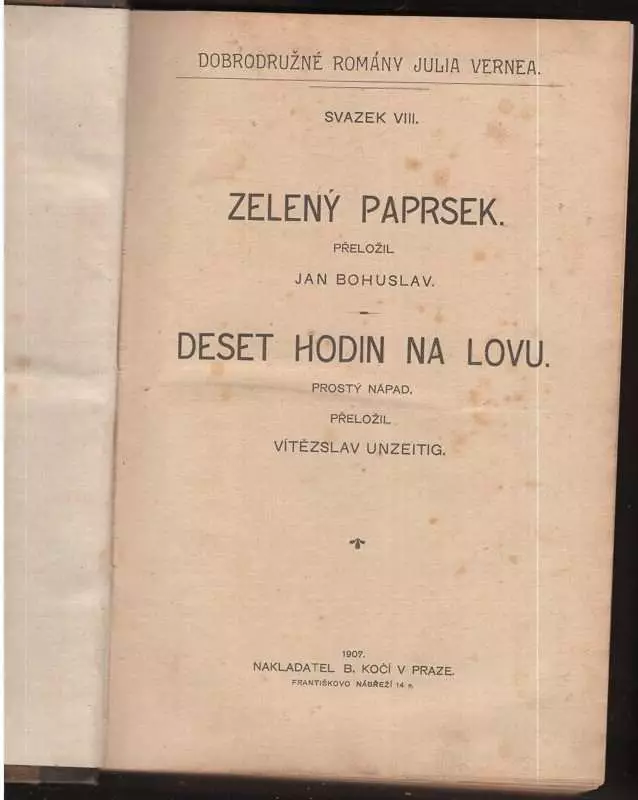 DOBRODRUŽNÉ ROMÁNY JULIA VERNEA.
SVAZEK VIII.
ZELENÝ PAPRSEK.
PŘELOŽIL
JAN BOHUSLAV.
DESET HODIN NA LOVU.
PROSTÝ NÁPAD.
PŘELOŽIL
VÍTĚZSLAV UNZEITIG.
1907.
NAKLADATEL B. KOČÍ V PRAZE.
FRANTIŠKOVO NÁBŘEŽÍ 14 n.